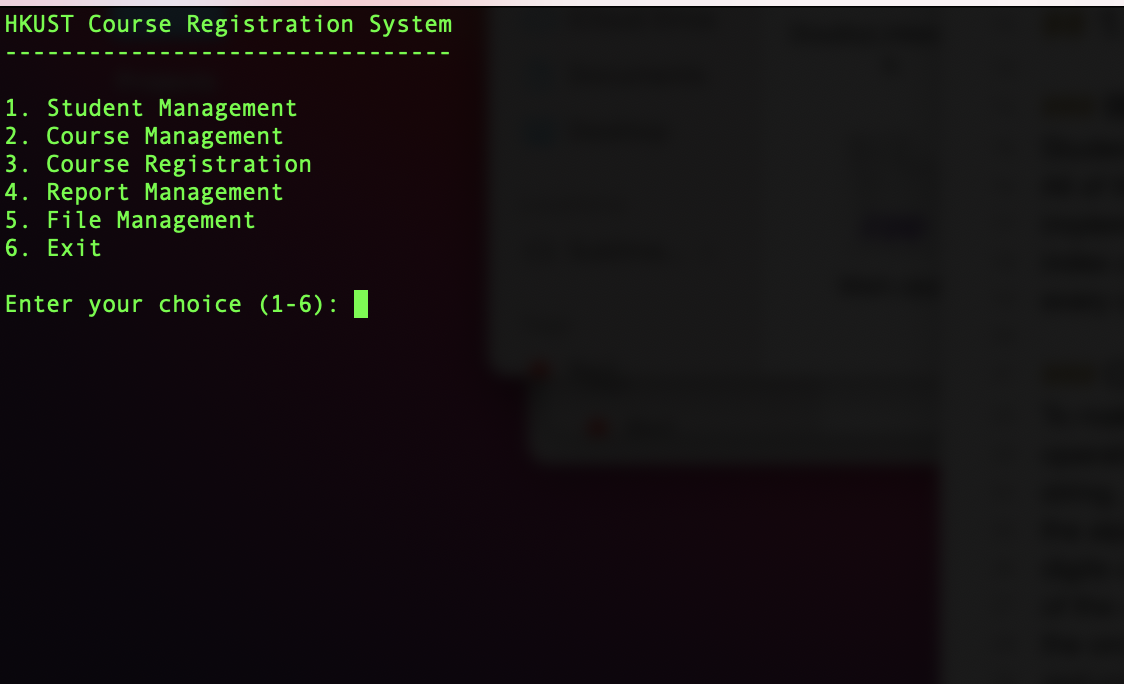 HKUST Course Registration System
--------------------------------
1. Student Management
2. Course Management
3. Course Registration
4. Report Management
5. File Management
6. Exit
Enter your choice (1-6):